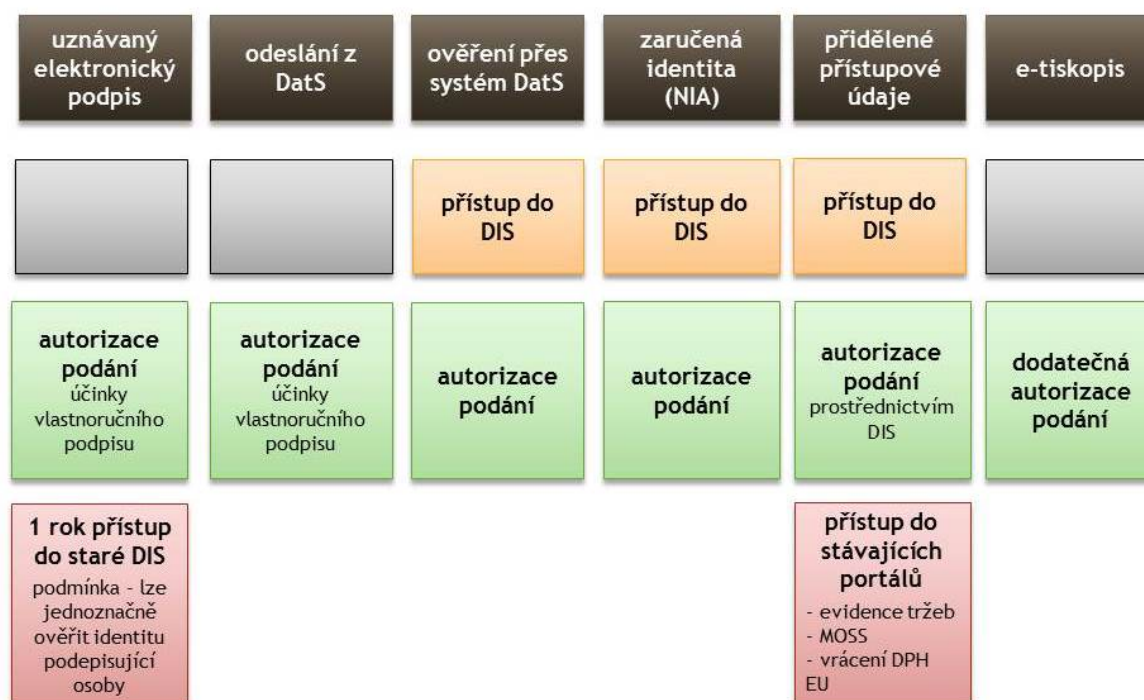 uznávaný
elektronický
podpis
odeslání z
DatS
ověření přes
systém DatS
zaručená
identita
(NIA)
přidělené
přístupové
údaje
e-tiskopis
přístup do
DIS
přístup do
DIS
přístup do
DIS
autorizace
podání
účinky
vlastnoručního
podpisu
autorizace
podání
účinky
vlastnoručního
podpisu
autorizace
podání
autorizace
podání
autorizace
podání
prostřednictvím
DIS
dodatečná
autorizace
podání
1 rok přístup
do staré DIS
podmínka - lze
jednoznačně
ověřit identitu
podepisující
osoby
přístup do
stávajících
portálů
- evidence tržeb
- MOSS
- vrácení DPH
EU